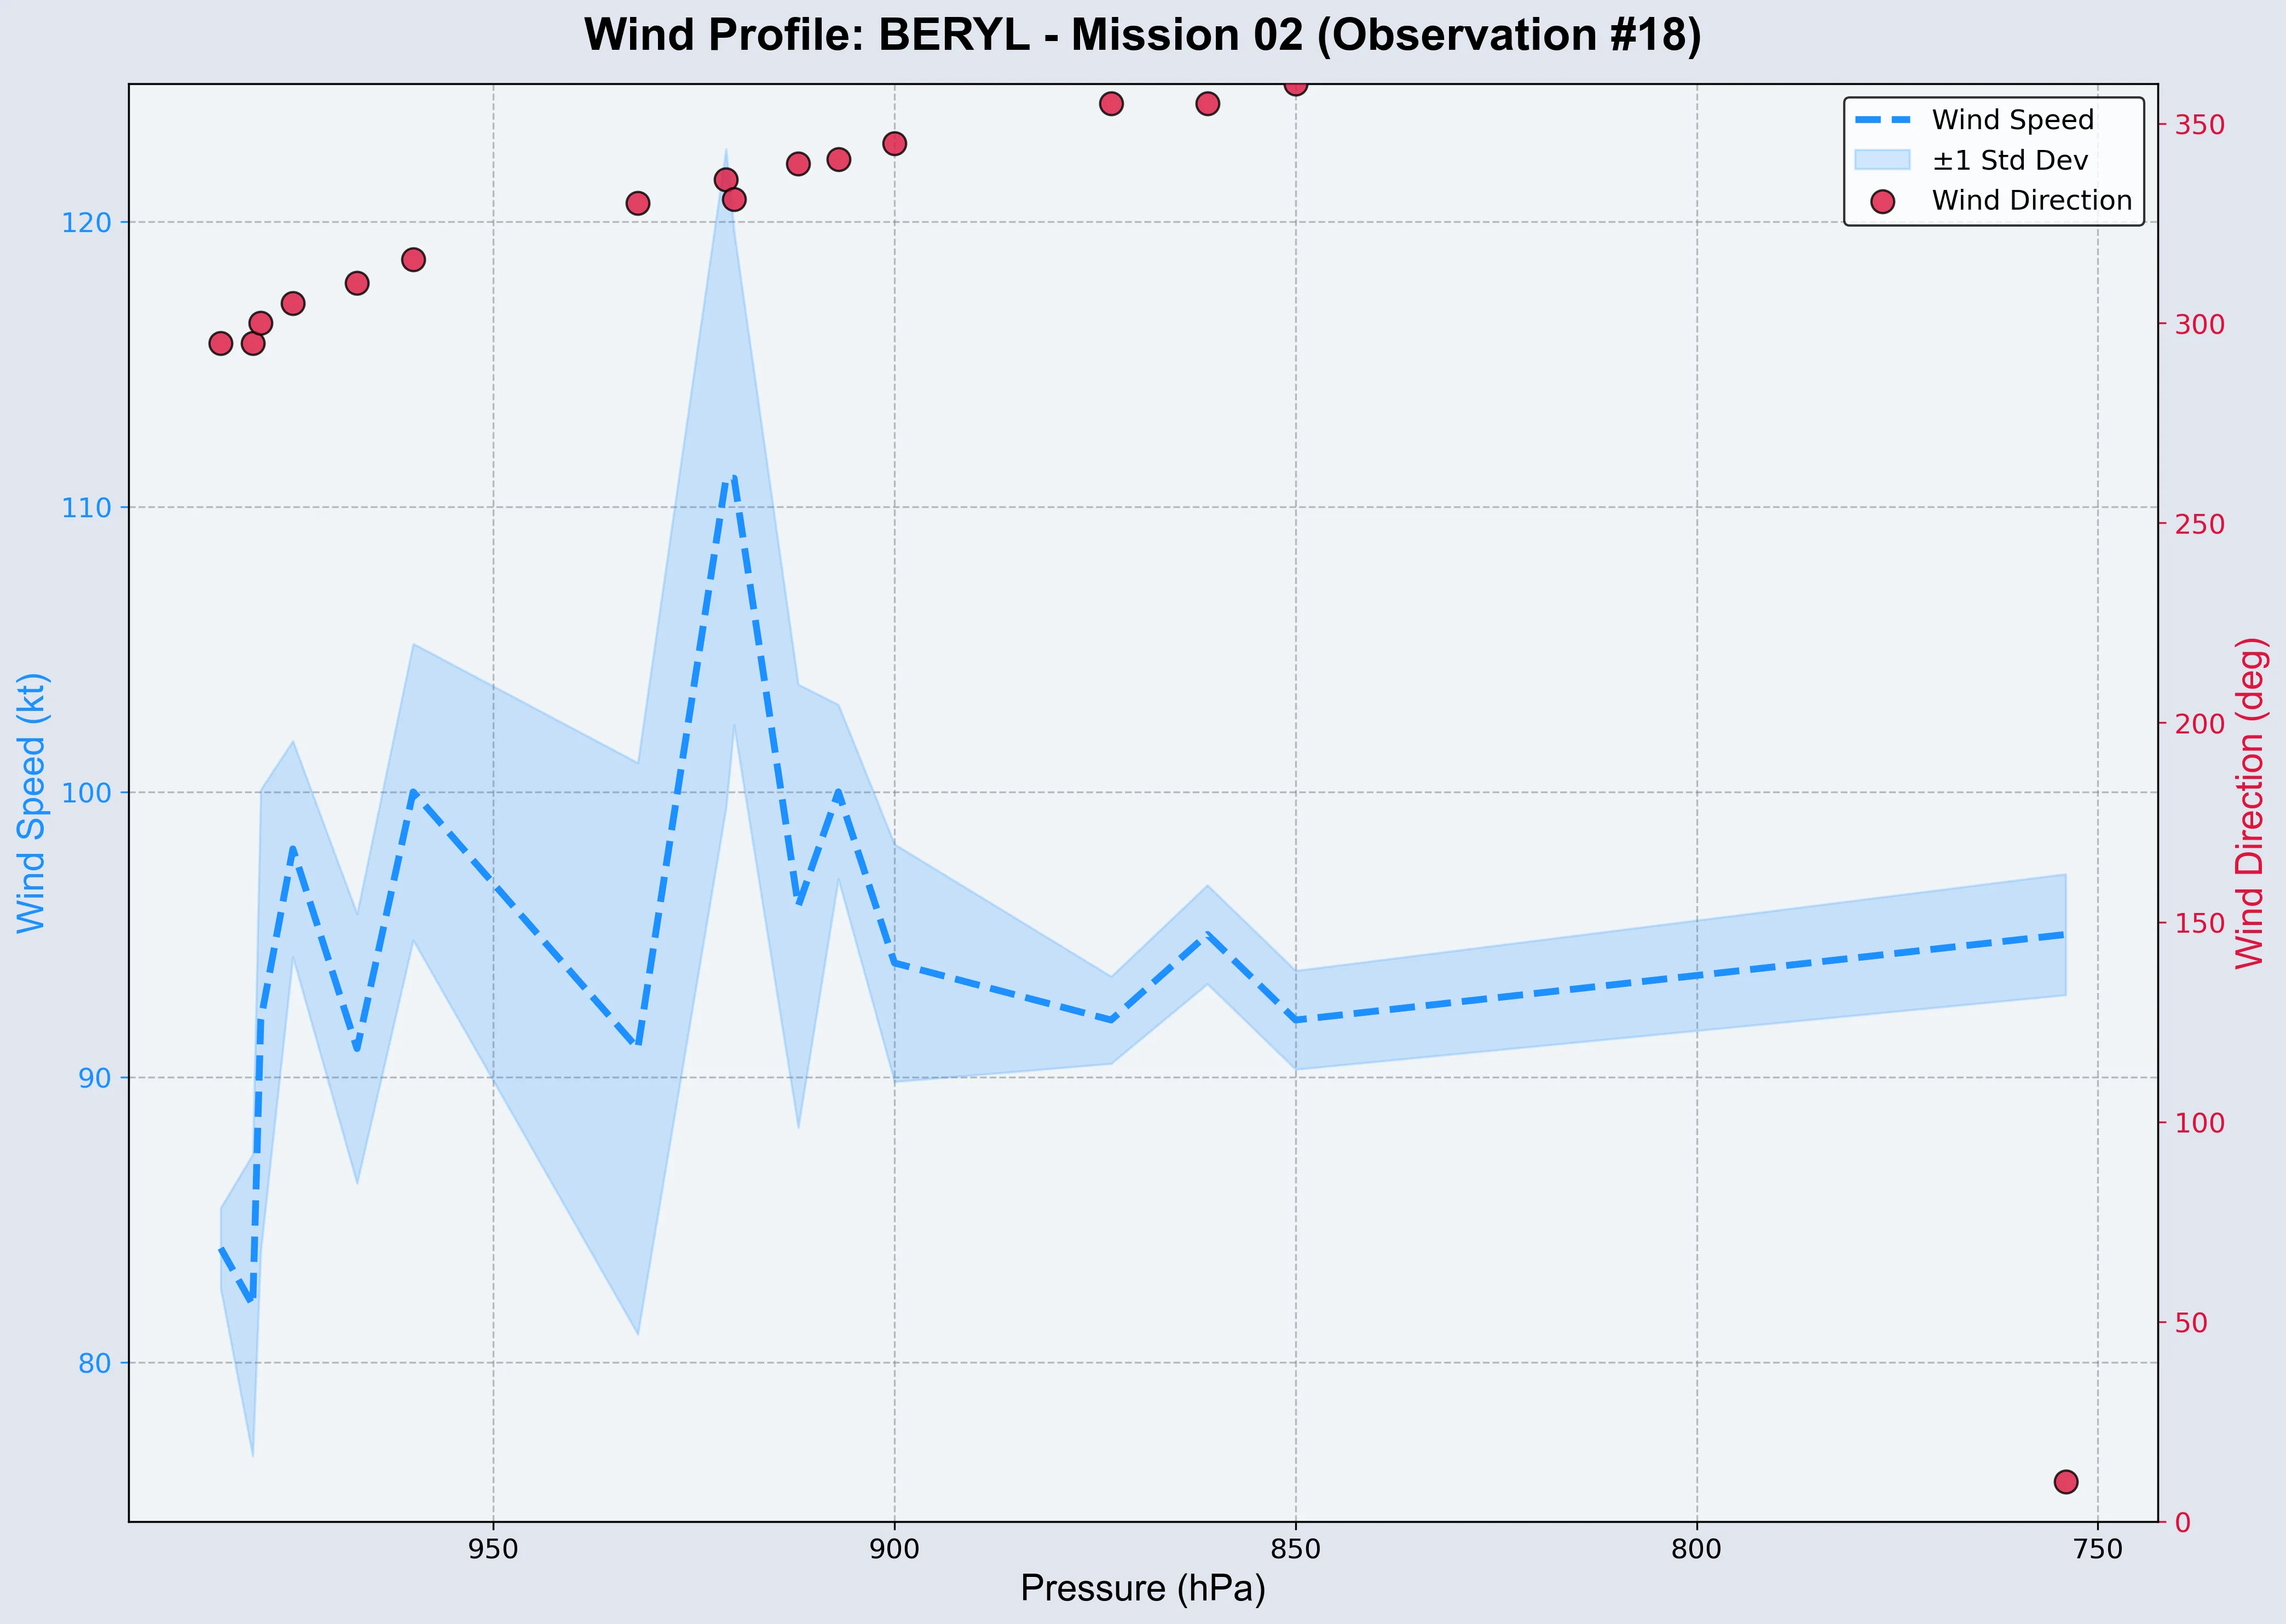 Wind Profile: BERYL - Mission 02 (Observation #18)
Wind Speed
±1 Std Dev
Wind Direction
120
110
100
90
80
Wind Speed (kt)
350
300
250
200
150
100
50
0
Wind Direction (deg)
950
900
850
800
750
Pressure (hPa)